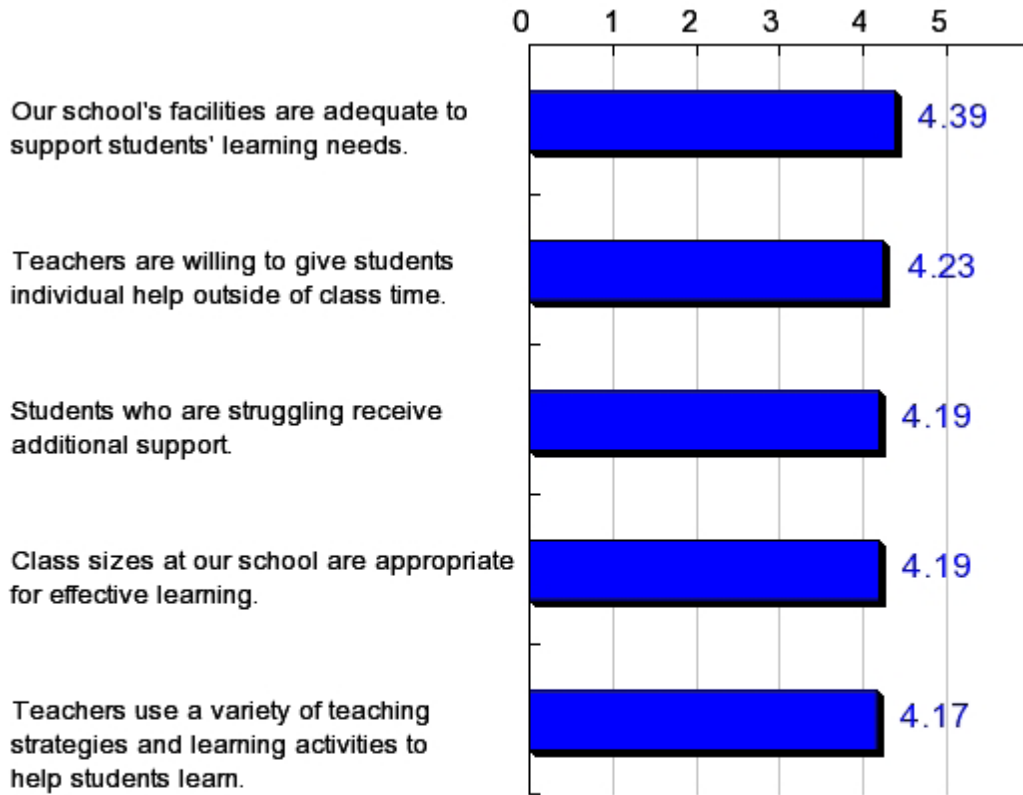 0 1 2 3 4 5
Our school's facilities are adequate to
support students' learning needs.
4.39
Teachers are willing to give students
individual help outside of class time.
4.23
Students who are struggling receive
additional support.
4.19
Class sizes at our school are appropriate
for effective learning.
4.19
Teachers use a variety of teaching
strategies and learning activities to
help students learn.
4.17